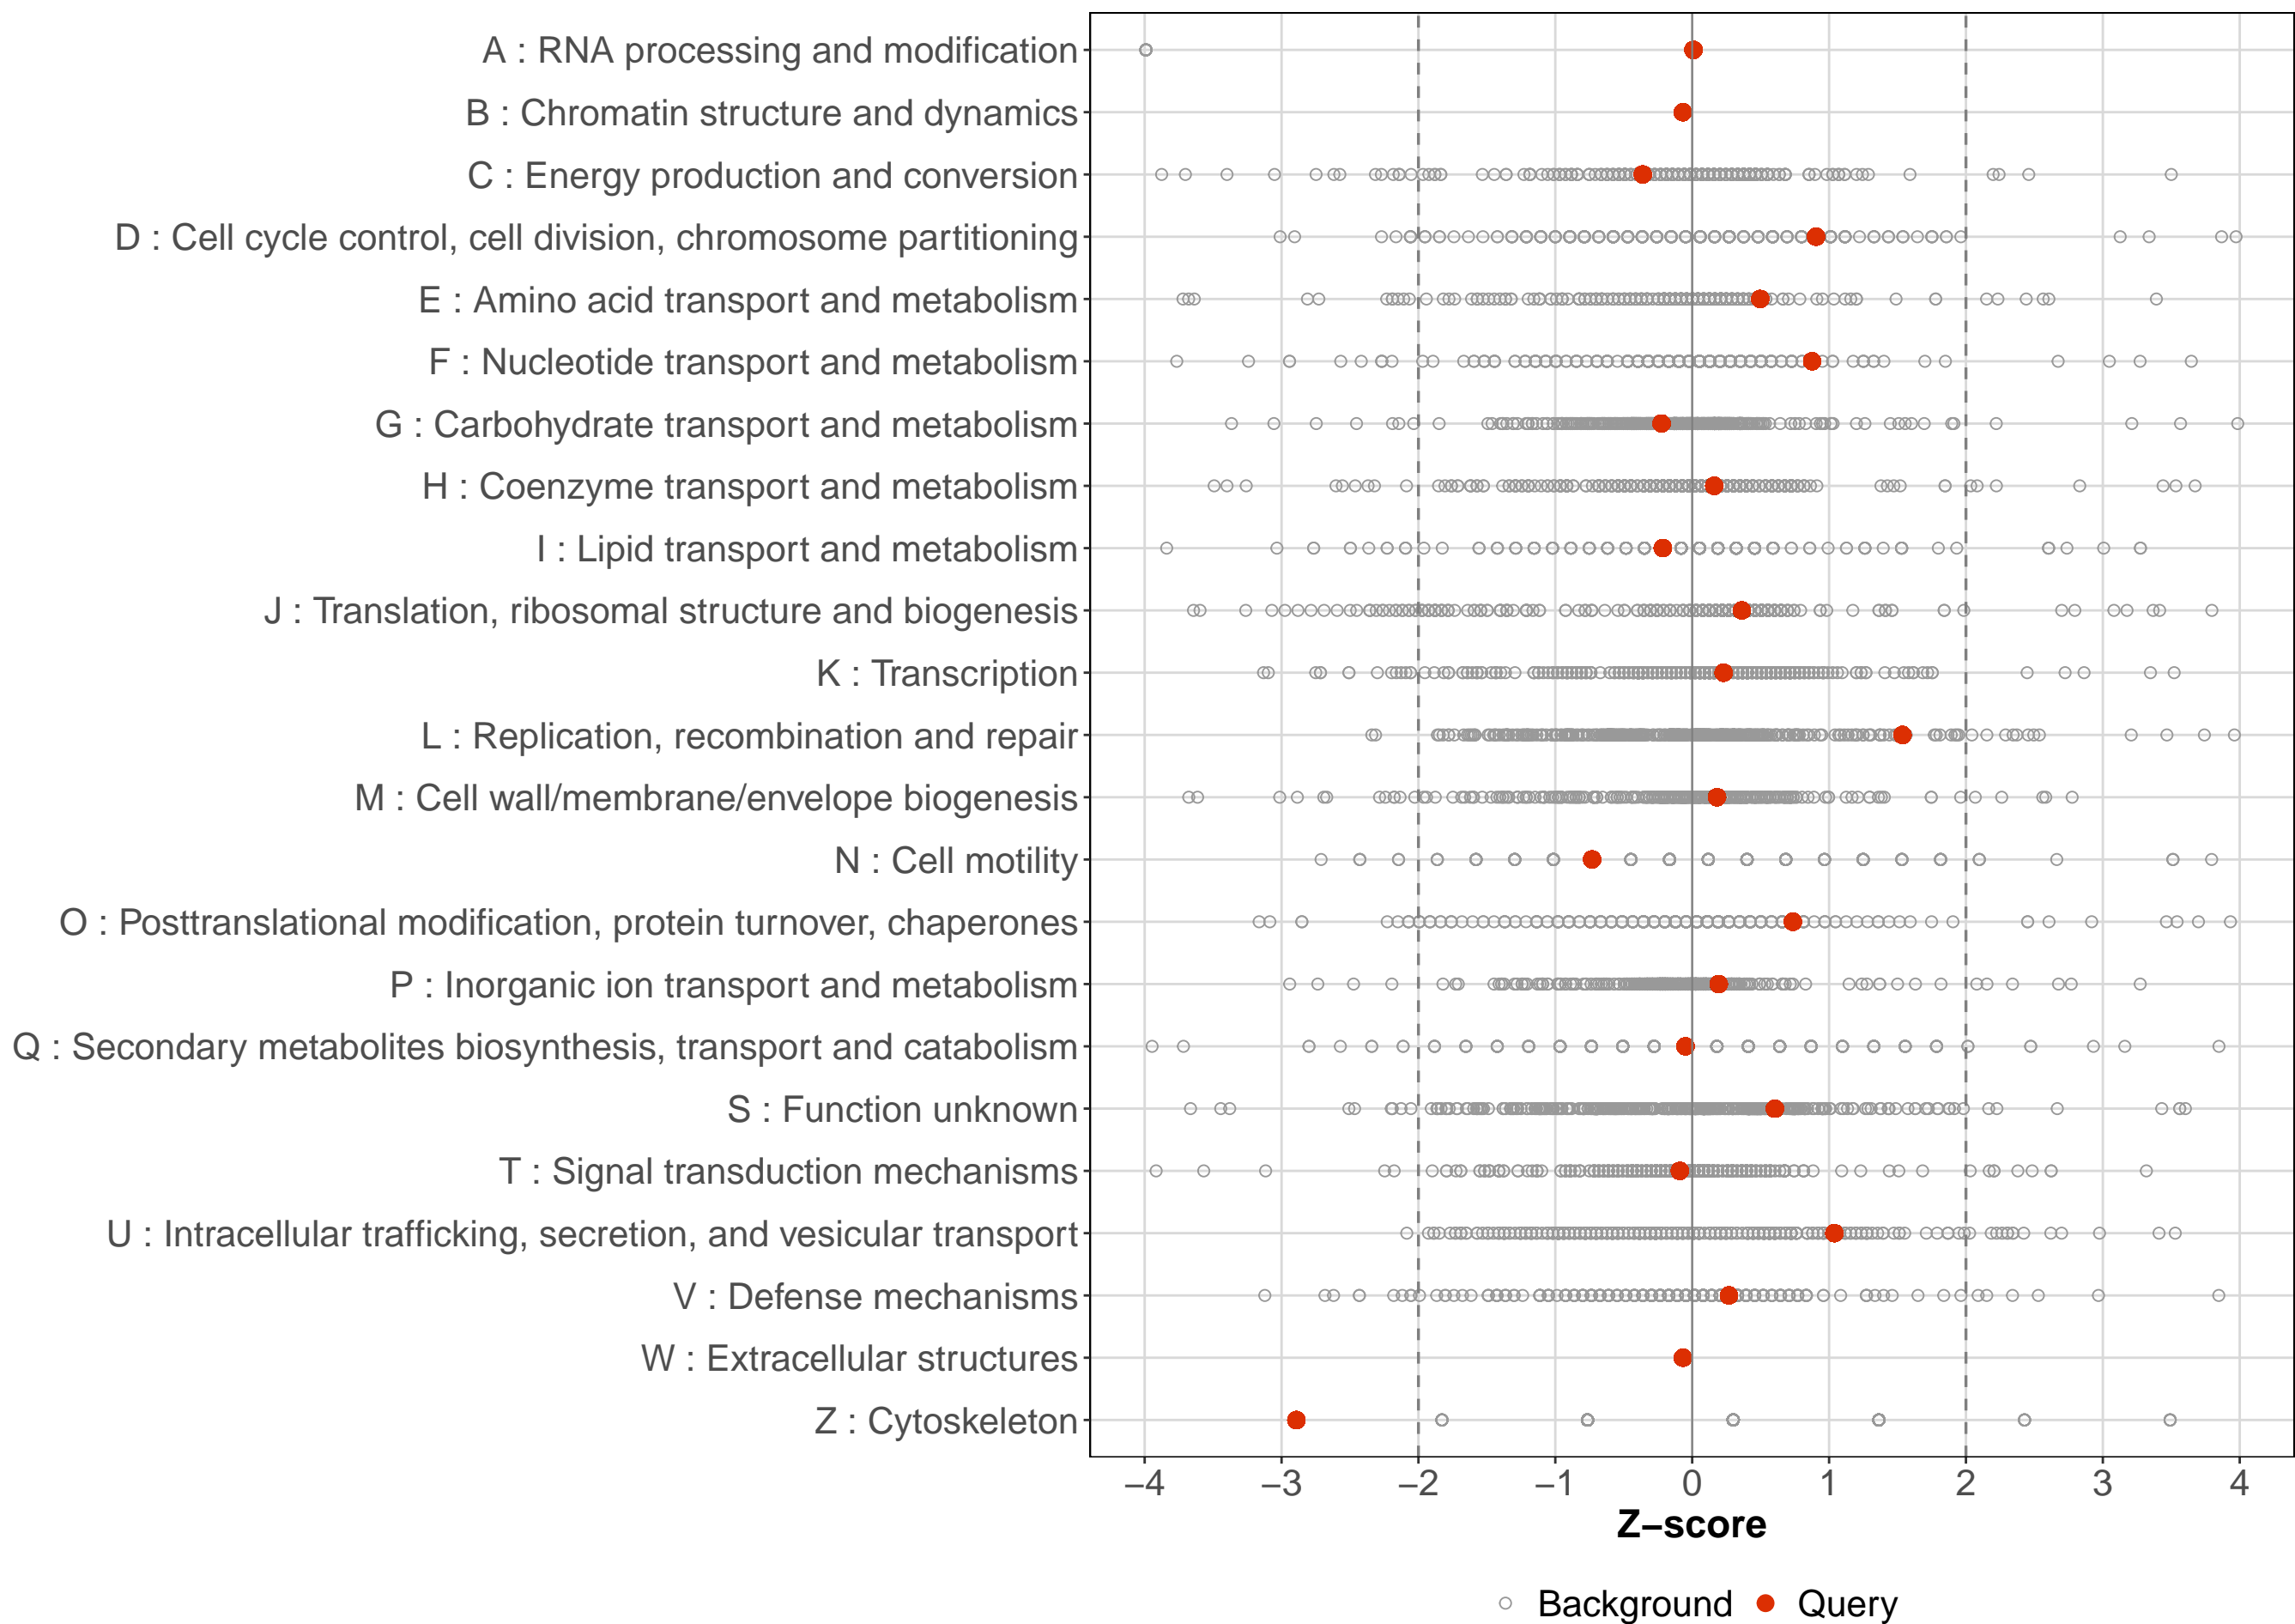 A : RNA processing and modification
B : Chromatin structure and dynamics
C : Energy production and conversion
D : Cell cycle control, cell division, chromosome partitioning
E : Amino acid transport and metabolism
F : Nucleotide transport and metabolism
G : Carbohydrate transport and metabolism
H : Coenzyme transport and metabolism
I : Lipid transport and metabolism
J : Translation, ribosomal structure and biogenesis
K : Transcription
L : Replication, recombination and repair
M : Cell wall/membrane/envelope biogenesis
N : Cell motility
O : Posttranslational modification, protein turnover, chaperones
P : Inorganic ion transport and metabolism
Q : Secondary metabolites biosynthesis, transport and catabolism
S : Function unknown
T : Signal transduction mechanisms
U : Intracellular trafficking, secretion, and vesicular transport
V : Defense mechanisms
W : Extracellular structures
Z : Cytoskeleton
−4 −3 −2 −1 0 1 2 3 4
Z−score
Background Query